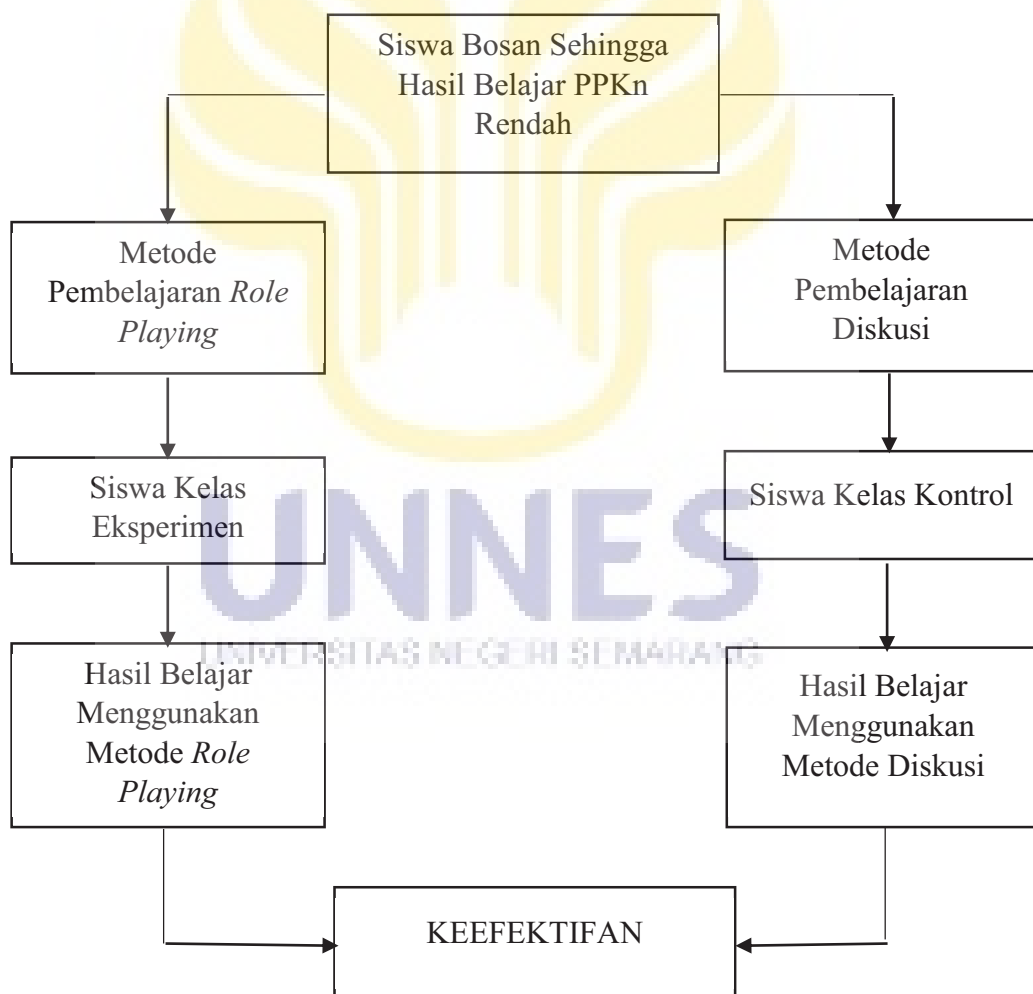 Siswa Bosan Sehingga
Hasil Belajar PPKn
Rendah
Metode
Pembelajaran Role
Playing
Metode
Pembelajaran
Diskusi
Siswa Kelas
Eksperimen
Siswa Kelas Kontrol
UNNES
UNIVERSITAS NEGERI SEMARANG
Hasil Belajar
Menggunakan
Metode Role
Playing
Hasil Belajar
Menggunakan
Metode Diskusi
KEEFEKTIFAN